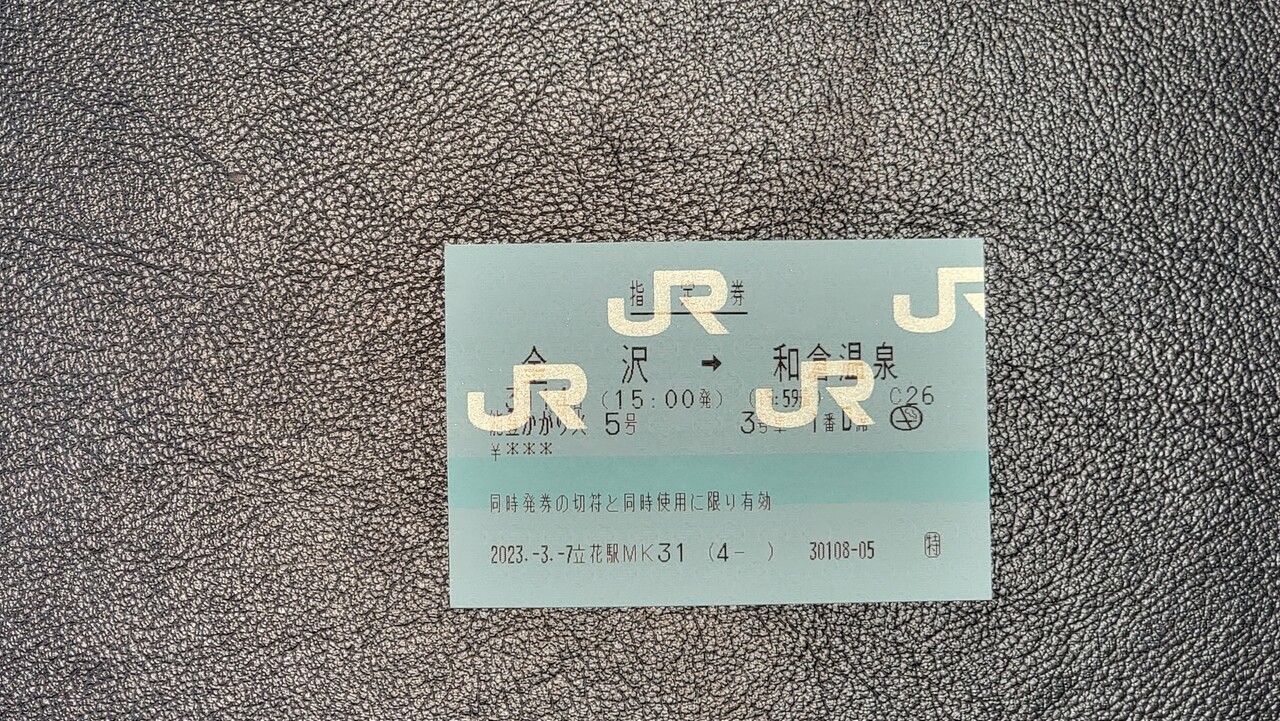 指定券
金沢 → 和倉温泉
(15:00発) C26
能登かがり火 5号 3号車 1番D席
¥***
同時発券の切符と同時使用に限り有効
2023.-3.-7立花駅MK31 (4- ) 30108-05 特
JR
JR
JR
JR